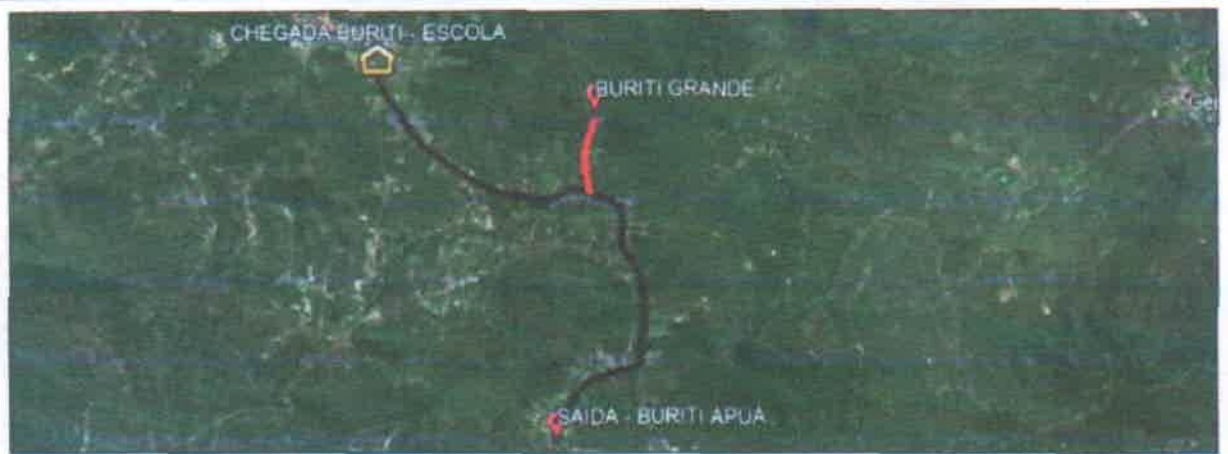 CHEGADA BURITI - ESCOLA
BURITI GRANDE
SAIDA - BURITI APUÁ